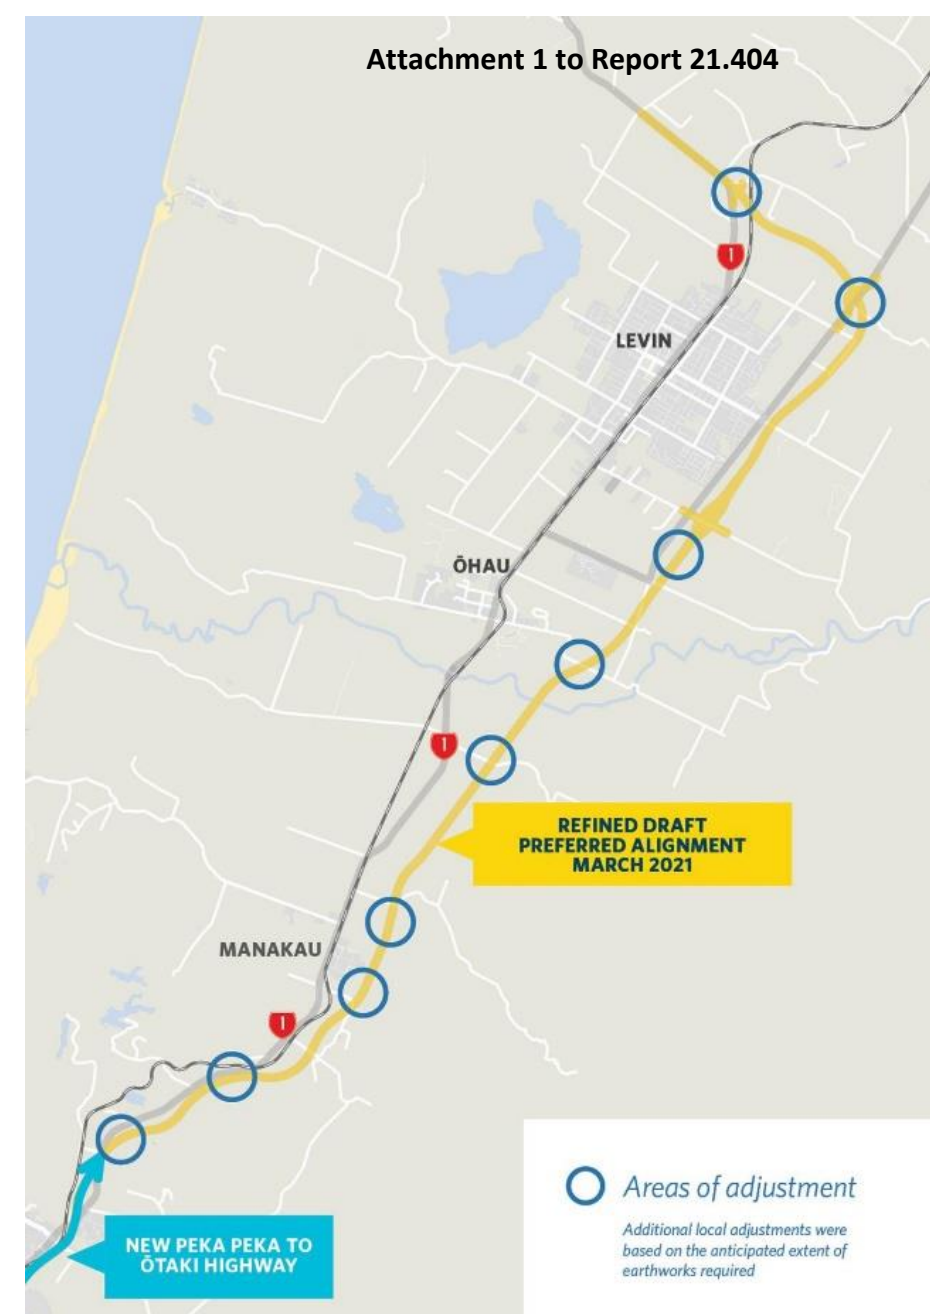 Attachment 1 to Report 21.404
1
LEVIN
ŌHAU
1
REFINED DRAFT
PREFERRED ALIGNMENT
MARCH 2021
MANAKAU
1
Areas of adjustment
Additional local adjustments were
based on the anticipated extent of
earthworks required
NEW PEKA PEKA TO
ŌTAKI HIGHWAY